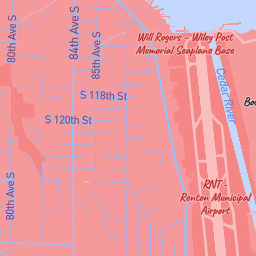 80th Ave S
84th Ave S
85th Ave S
Will Rogers - Wiley Post
Memorial Seaplane Base
Cedar River
S 118th St
S 120th St
80th Ave S
RNT -
Renton Municipal
Airport